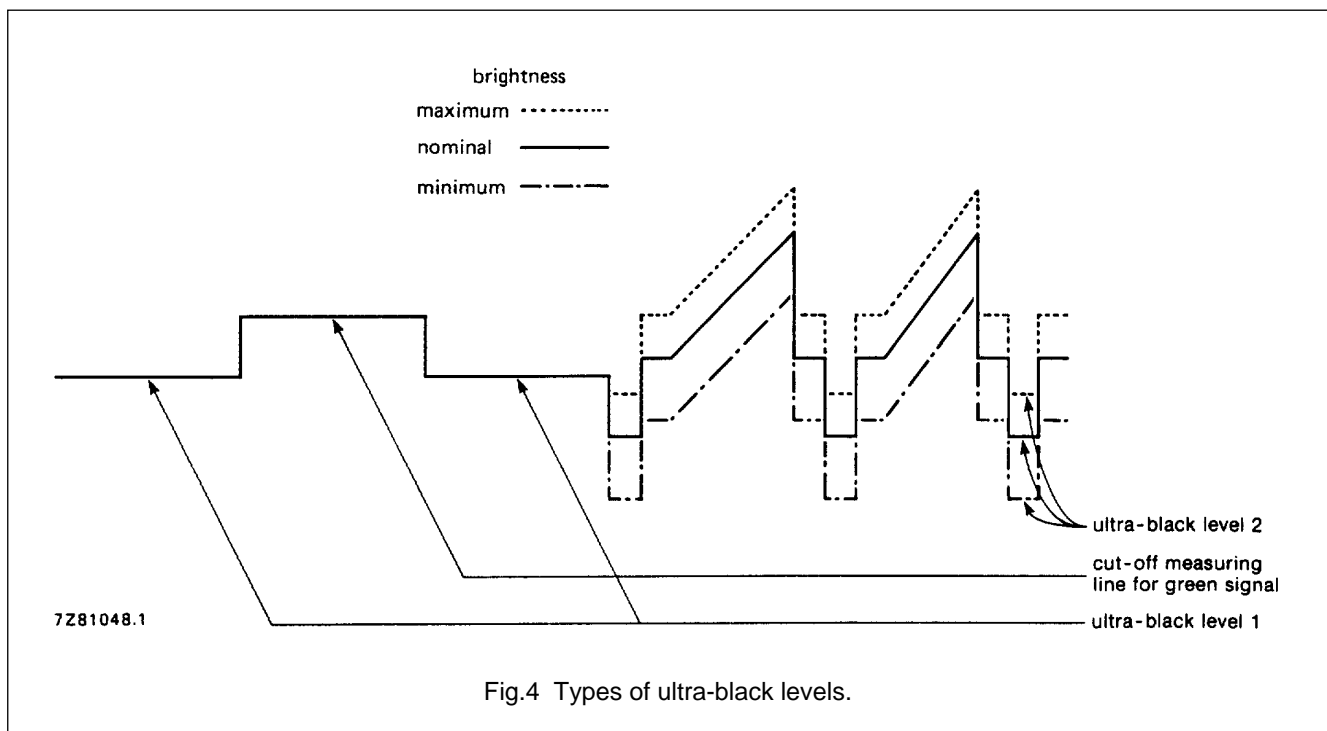 brightness
maximum
nominal
minimum
ultra-black level 2
cut-off measuring
line for green signal
7Z81048.1
ultra-black level 1
Fig.4 Types of ultra-black levels.